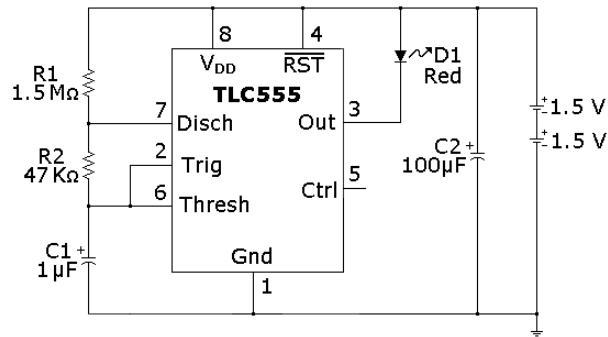 8
4
V_DD
RST
D1
Red
R1
1.5 MΩ
TLC555
1.5 V
7
Disch
3
Out
1.5 V
R2
47 KΩ
2
Trig
C2
+
100µF
5
Ctrl
6
Thresh
C1
+
1 µF
Gnd
1